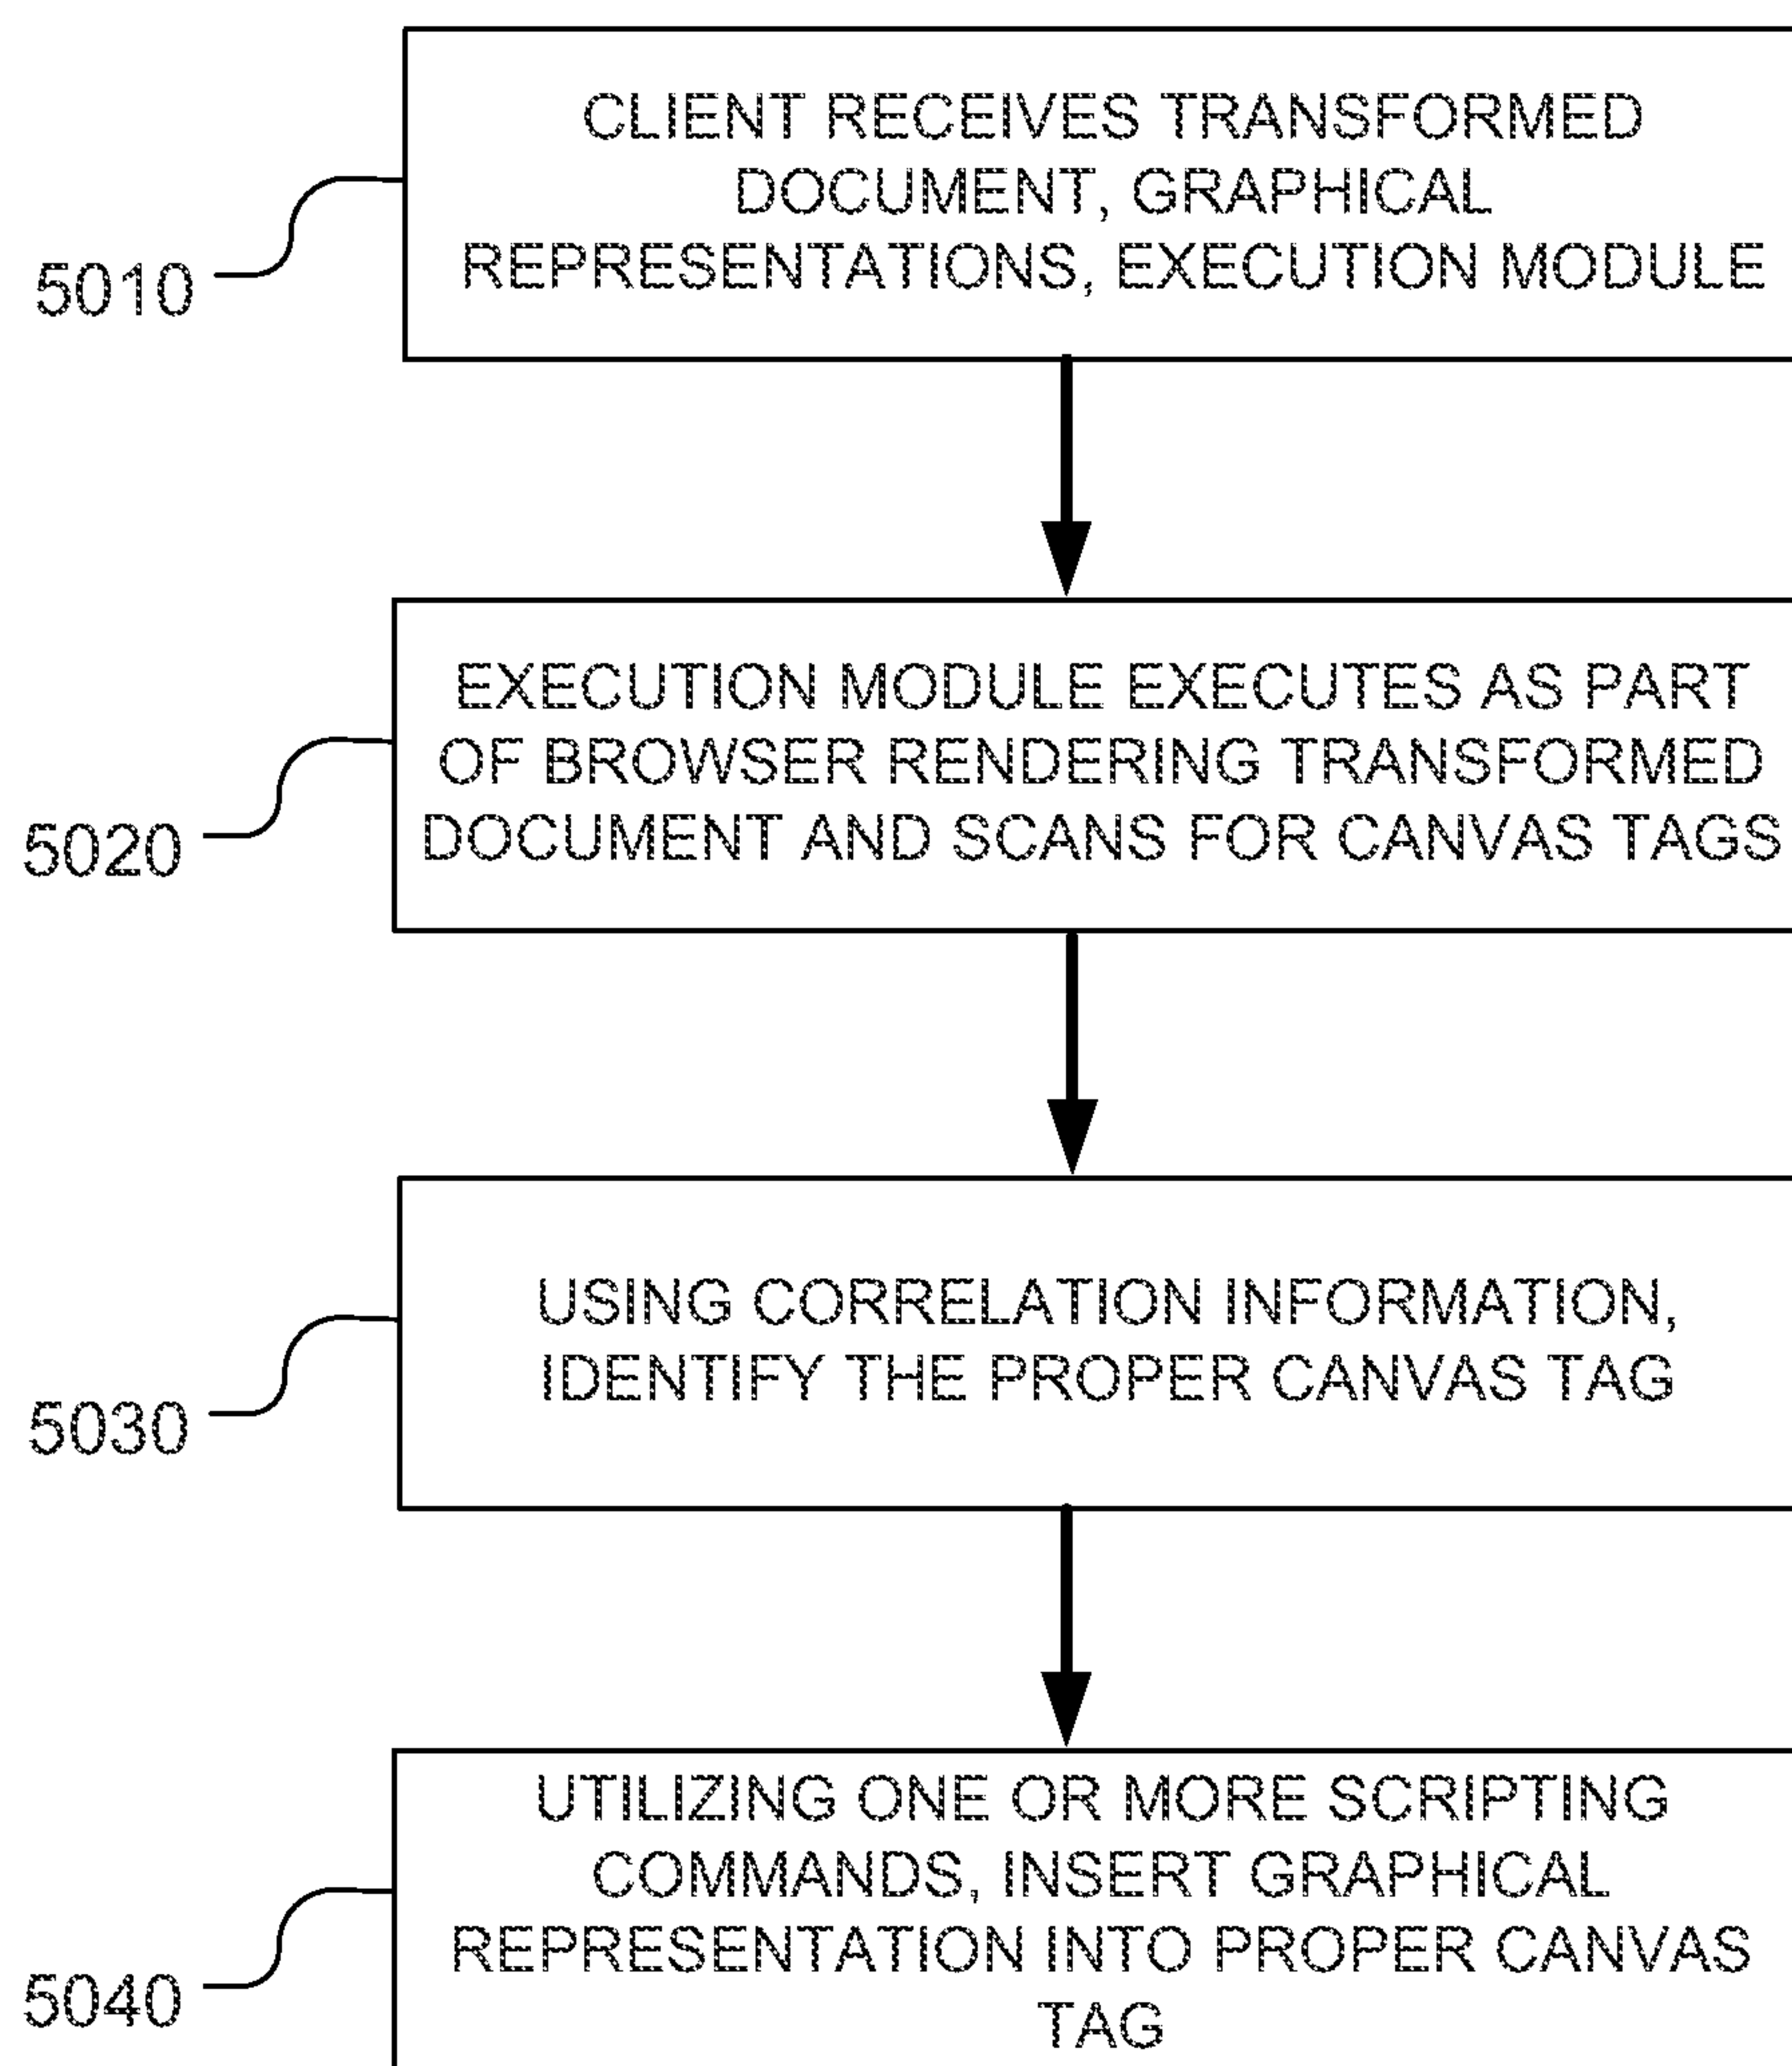 CLIENT RECEIVES TRANSFORMED
DOCUMENT, GRAPHICAL
REPRESENTATIONS, EXECUTION MODULE
5010
EXECUTION MODULE EXECUTES AS PART
OF BROWSER RENDERING TRANSFORMED
DOCUMENT AND SCANS FOR CANVAS TAGS
5020
USING CORRELATION INFORMATION,
IDENTIFY THE PROPER CANVAS TAG
5030
UTILIZING ONE OR MORE SCRIPTING
COMMANDS, INSERT GRAPHICAL
REPRESENTATION INTO PROPER CANVAS
TAG
5040